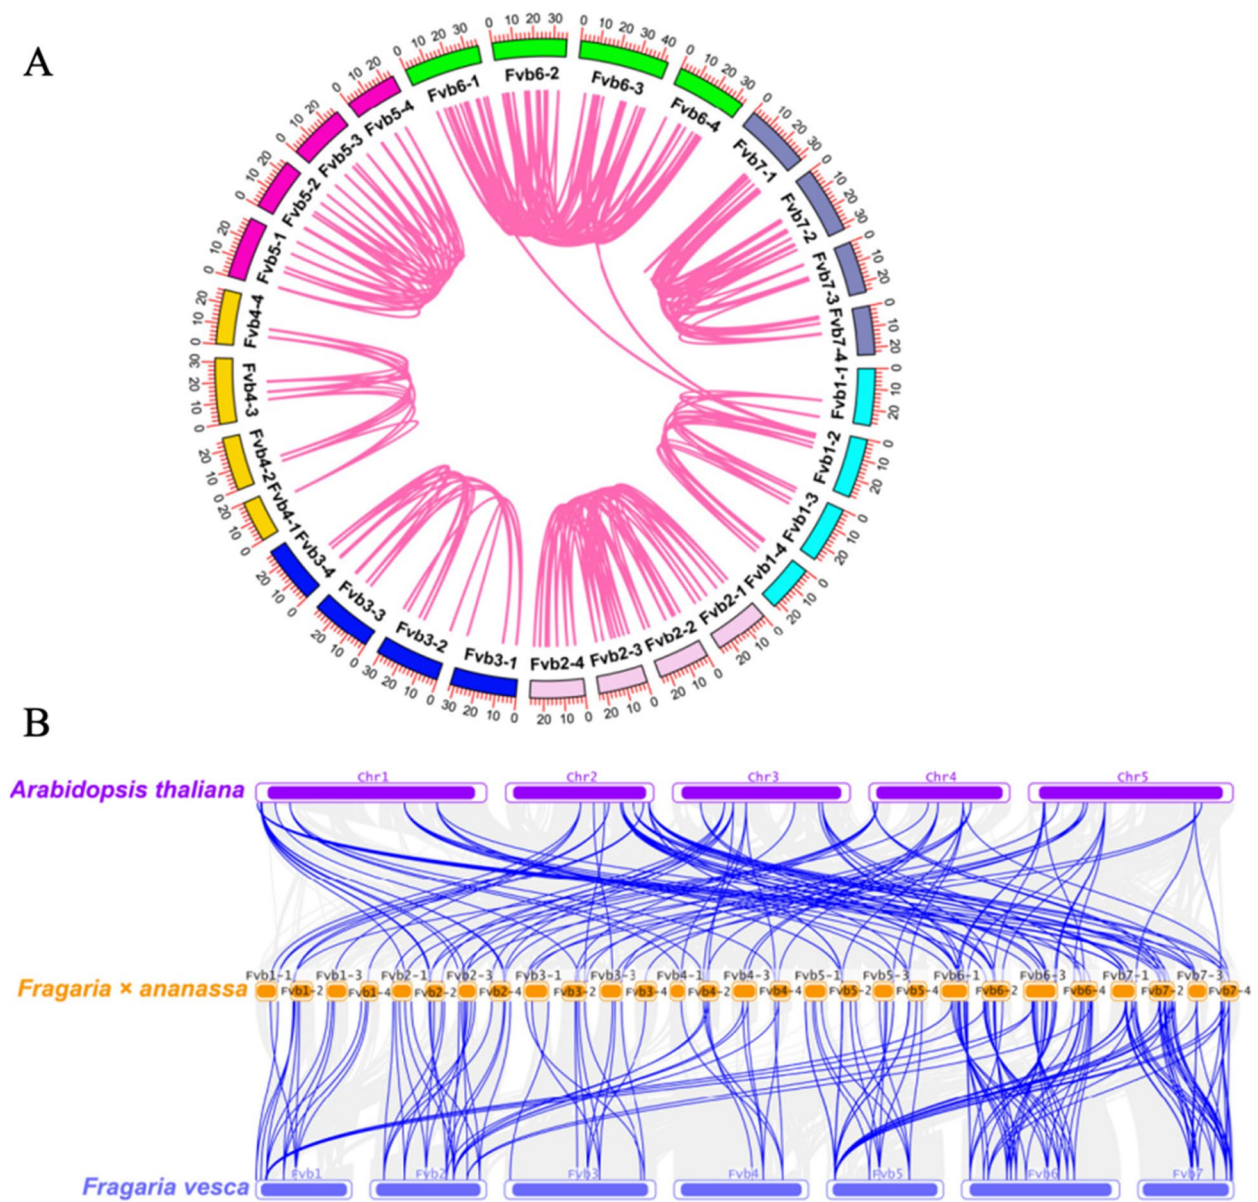 A
Fvb6-1
Fvb6-2
Fvb6-3
Fvb6-4
Fvb7-1
Fvb7-2
Fvb7-3
Fvb7-4
Fvb1-1
Fvb1-2
Fvb1-3
Fvb1-4
Fvb2-1
Fvb2-2
Fvb2-3
Fvb2-4
Fvb3-1
Fvb3-2
Fvb3-3
Fvb3-4
Fvb4-1
Fvb4-2
Fvb4-3
Fvb4-4
Fvb5-1
Fvb5-2
Fvb5-3
Fvb5-4
B
Chr1 Chr2 Chr3 Chr4 Chr5
Arabidopsis thaliana
Fvb1-1 Fvb1-3 Fvb2-1 Fvb2-3 Fvb3-1 Fvb3-3 Fvb4-1 Fvb4-3 Fvb5-1 Fvb5-3 Fvb6-1 Fvb6-3 Fvb7-1 Fvb7-3
Fragaria × ananassa
Fvb1-2 Fvb1-4 Fvb2-2 Fvb2-4 Fvb3-2 Fvb3-4 Fvb4-2 Fvb4-4 Fvb5-2 Fvb5-4 Fvb6-2 Fvb6-4 Fvb7-2 Fvb7-4
Fvb1 Fvb2 Fvb3 Fvb4 Fvb5 Fvb6 Fvb7
Fragaria vesca